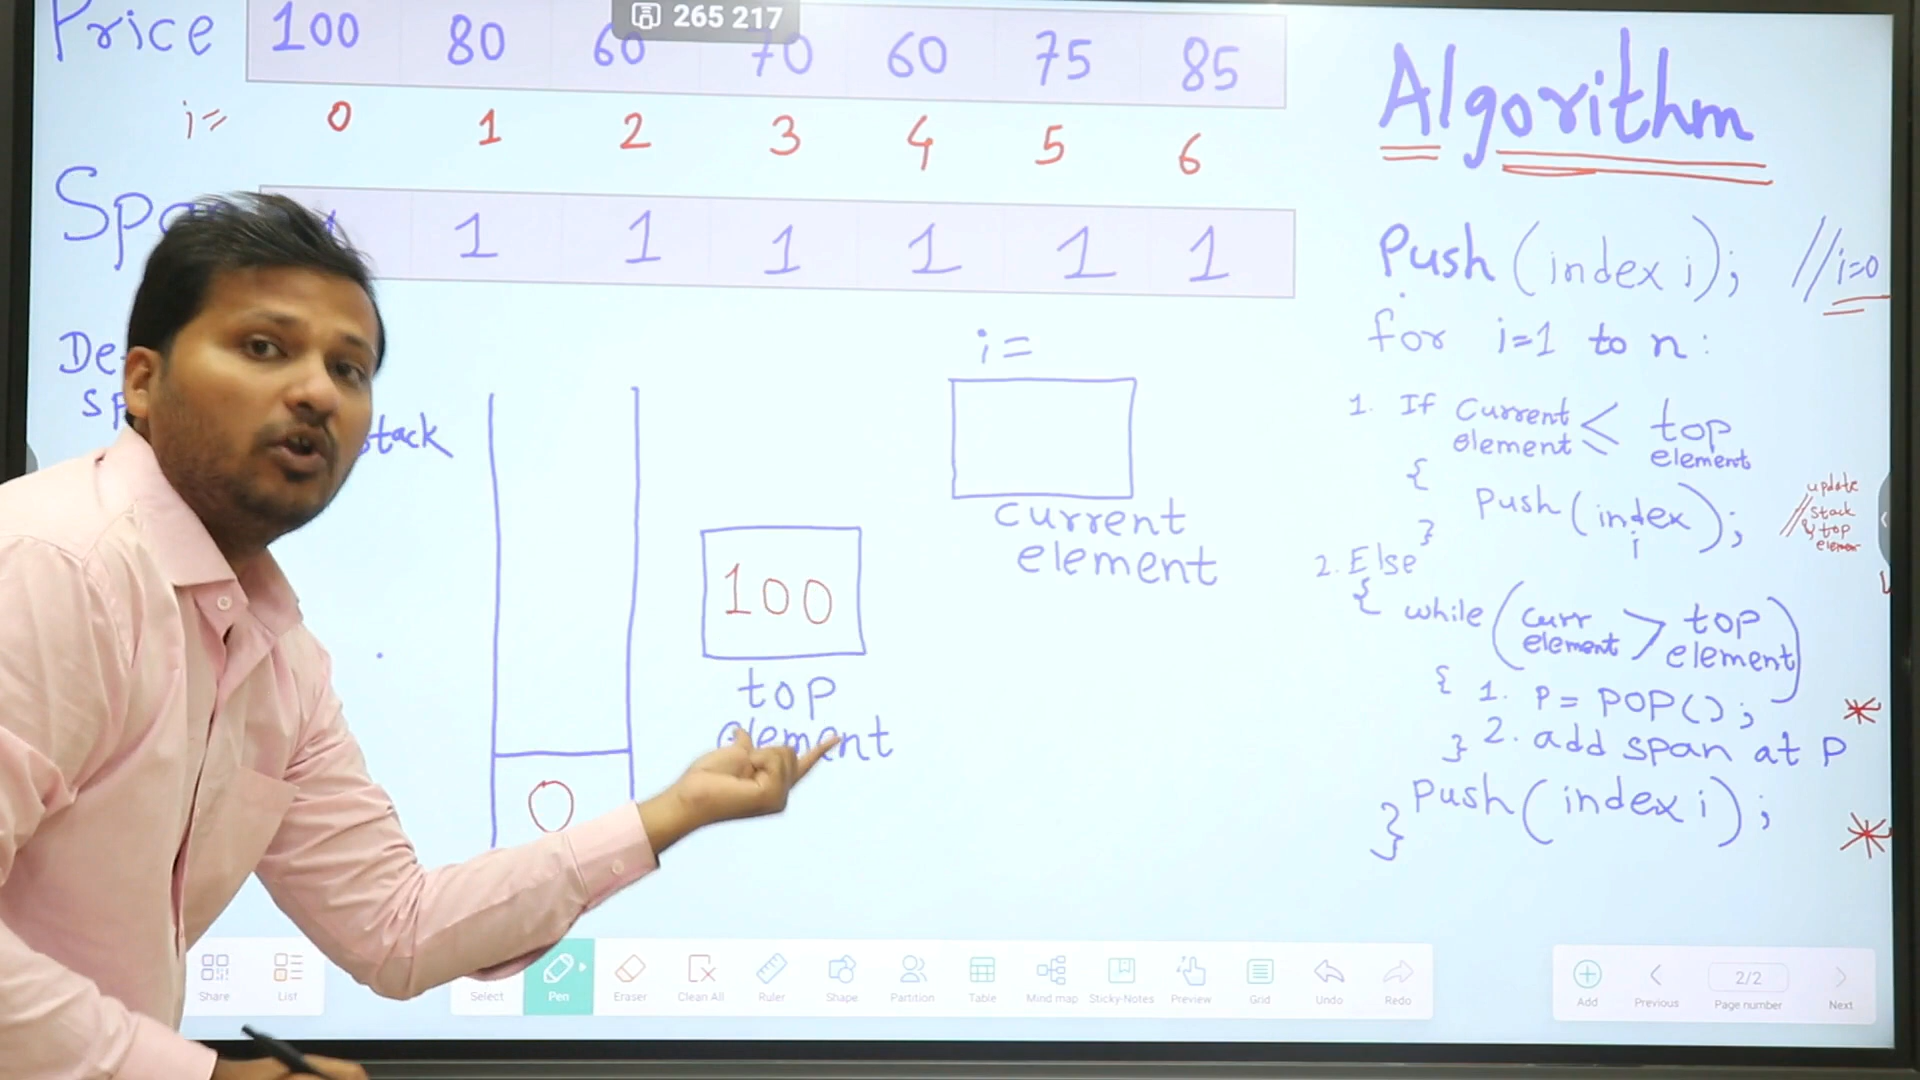 265 217
Price 100 80 60 70 60 75 85
i= 0 1 2 3 4 5 6
1 1 1 1 1 1
stack
0
100
top
element
i=
current
element
Algorithm
Push (index i); //i=0
for i=1 to n:
1. If Current element <= top element
{
Push (index i);
}
//update stack & top element
2. Else
{ while (curr element > top element)
{ 1. P = POP();
} 2. add span at P
Push (index i);
}
Share List Select Pen Eraser Clean All Ruler Shape Partition Table Mind map Sticky-Notes Preview Grid Undo Redo
Add Previous 2/2 Page number Next